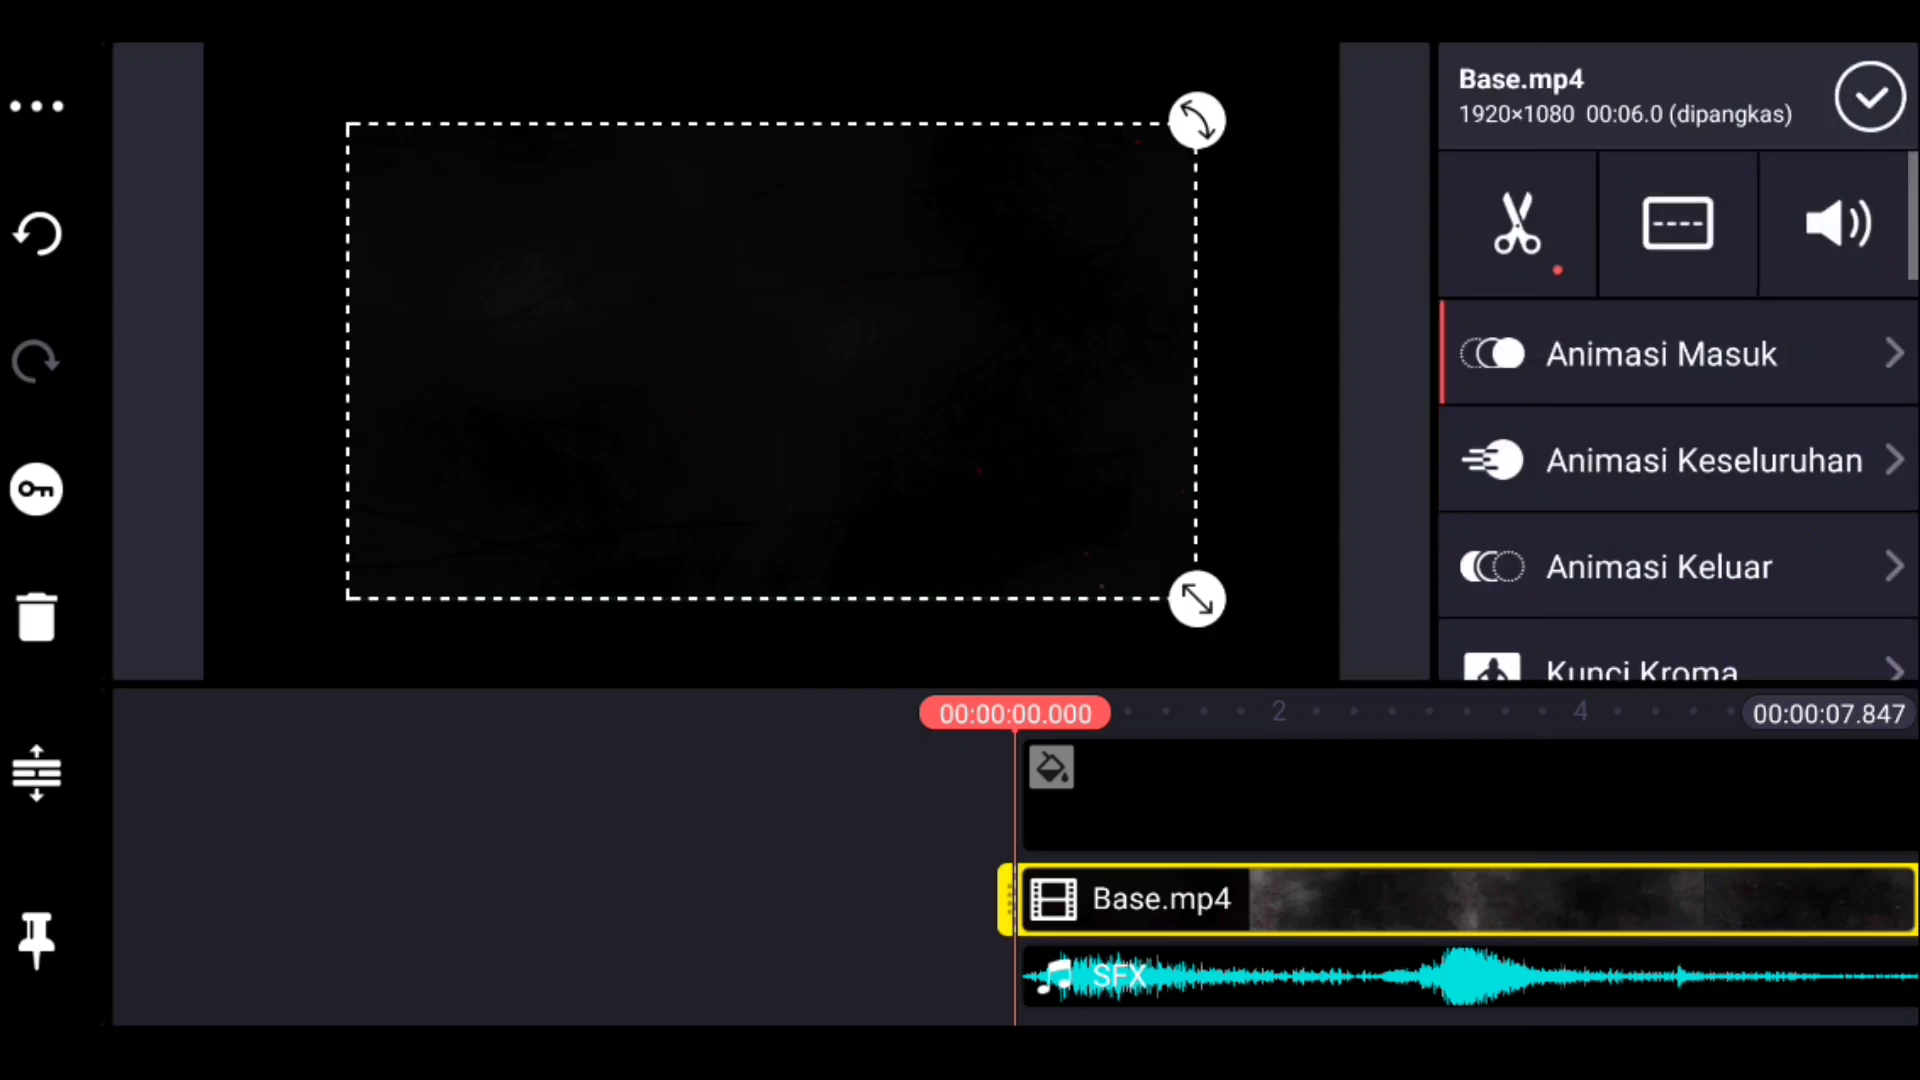 Base.mp4
1920×1080 00:06.0 (dipangkas)
Animasi Masuk
Animasi Keseluruhan
Animasi Keluar
Kunci Kroma
00:00:00.000
2
4
00:00:07.847
Base.mp4
SFX